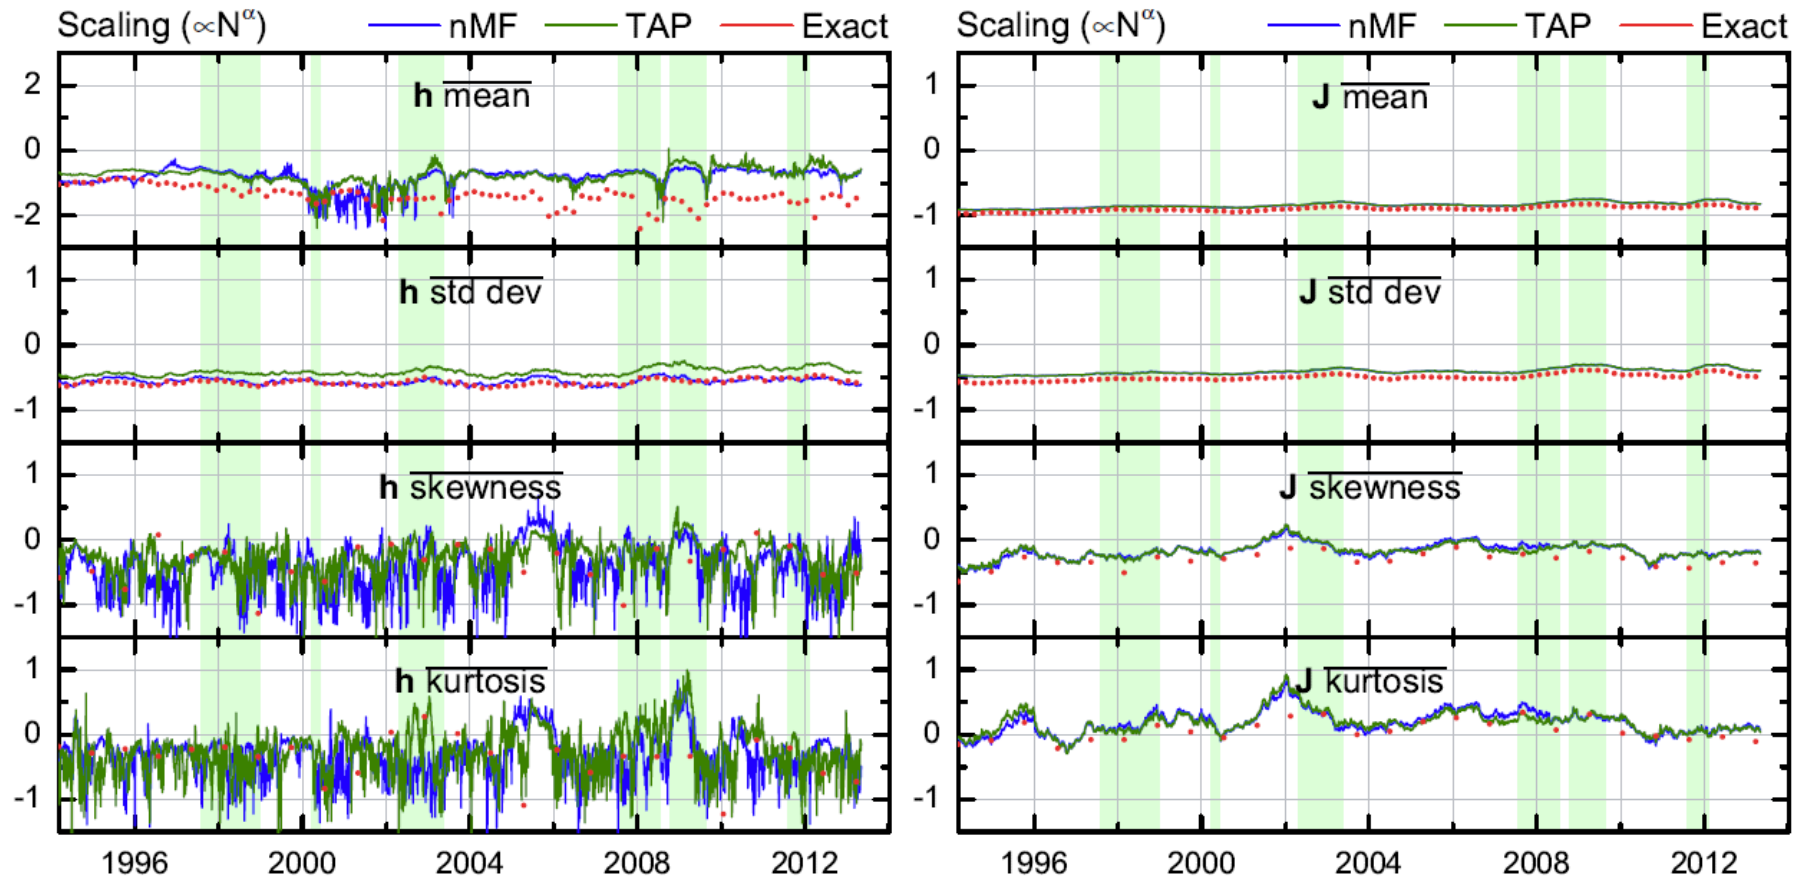 Scaling (∝N^α) nMF TAP Exact
h mean
2
0
-2
h std dev
1
0
-1
h skewness
1
0
-1
h kurtosis
1
0
-1
1996 2000 2004 2008 2012
Scaling (∝N^α) nMF TAP Exact
J mean
1
0
-1
J std dev
1
0
-1
J skewness
1
0
-1
J kurtosis
1
0
-1
1996 2000 2004 2008 2012